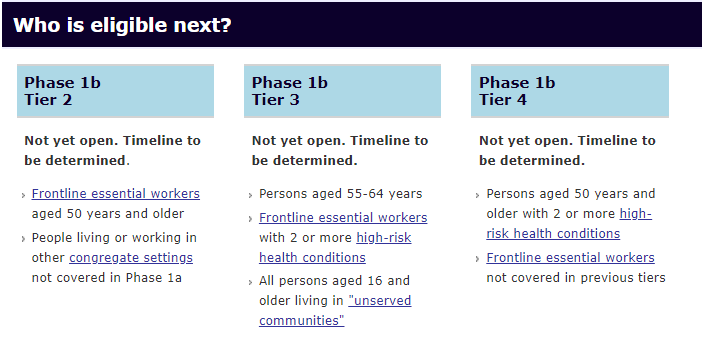 Who is eligible next?
Phase 1b
Tier 2
Not yet open. Timeline to
be determined.
Frontline essential workers
aged 50 years and older
People living or working in
other congregate settings
not covered in Phase 1a
Phase 1b
Tier 3
Not yet open. Timeline to
be determined.
Persons aged 55-64 years
Frontline essential workers
with 2 or more high-risk
health conditions
All persons aged 16 and
older living in "unserved
communities"
Phase 1b
Tier 4
Not yet open. Timeline to
be determined.
Persons aged 50 years and
older with 2 or more high-
risk health conditions
Frontline essential workers
not covered in previous tiers